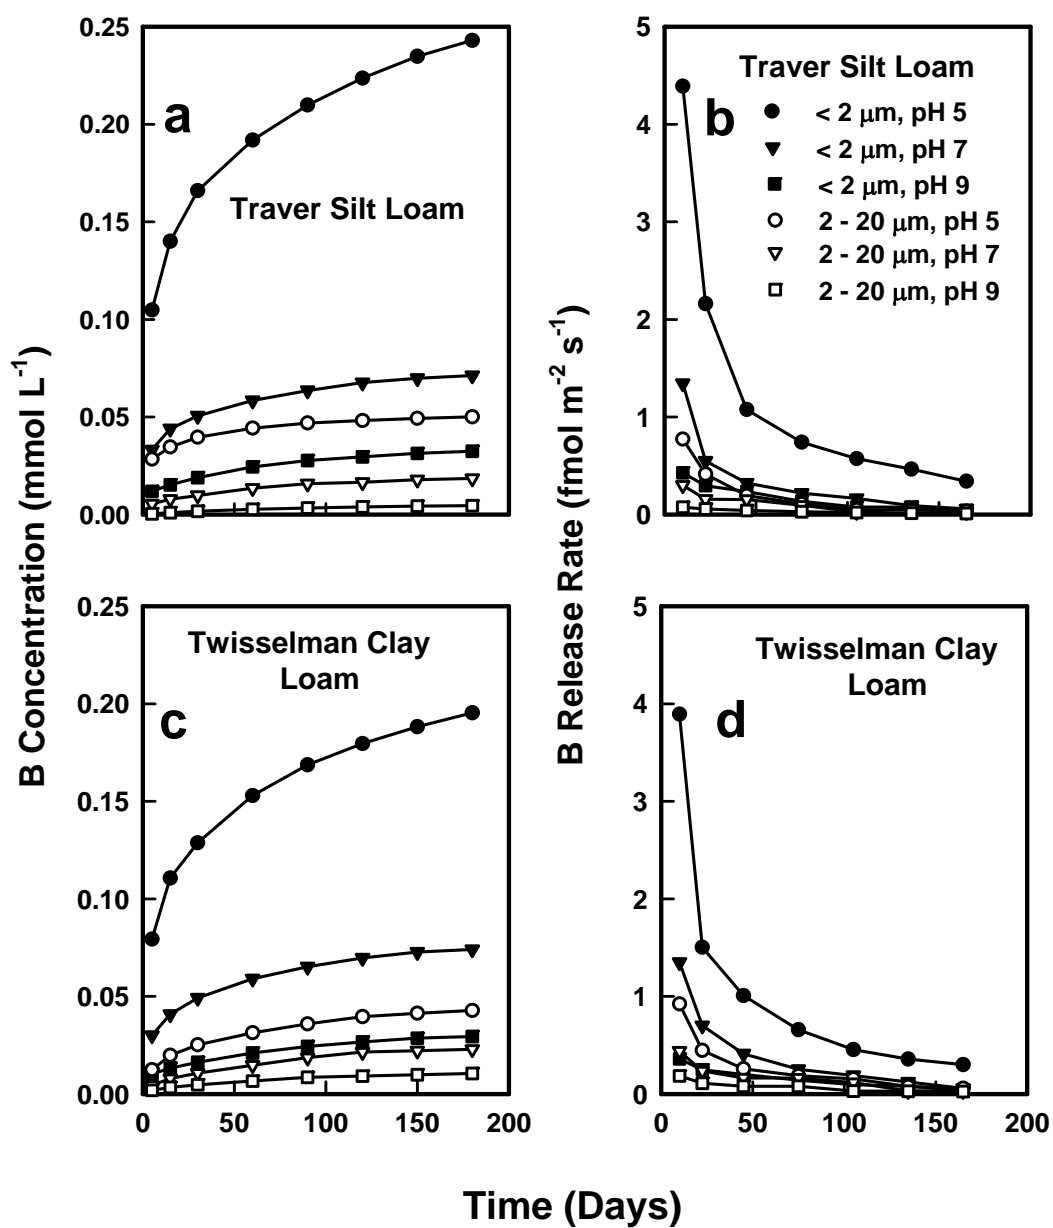 0.25
0.20
0.15
0.10
0.05
0.00
a
Traver Silt Loam
5
4
3
2
1
0
b
Traver Silt Loam
< 2 μm, pH 5
< 2 μm, pH 7
< 2 μm, pH 9
2 - 20 μm, pH 5
2 - 20 μm, pH 7
2 - 20 μm, pH 9
B Concentration (mmol L⁻¹)
B Release Rate (fmol m⁻² s⁻¹)
0.25
0.20
0.15
0.10
0.05
0.00
Twisselman Clay
Loam
c
0 50 100 150 200
5
4
3
2
1
0
Twisselman Clay
Loam
d
0 50 100 150 200
Time (Days)